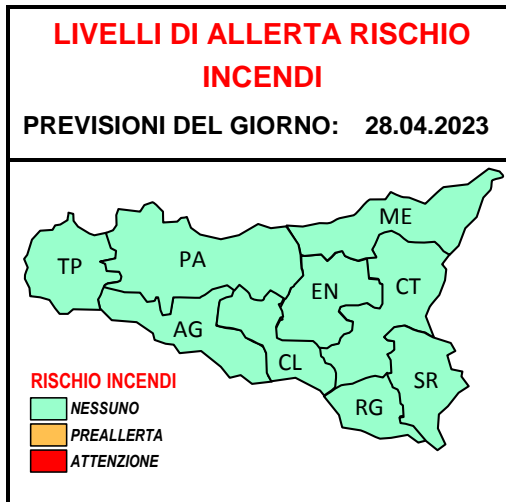 LIVELLI DI ALLERTA RISCHIO
INCENDI
PREVISIONI DEL GIORNO: 28.04.2023
ME
TP
PA
EN
CT
AG
CL
SR
RG
RISCHIO INCENDI
NESSUNO
PREALLERTA
ATTENZIONE